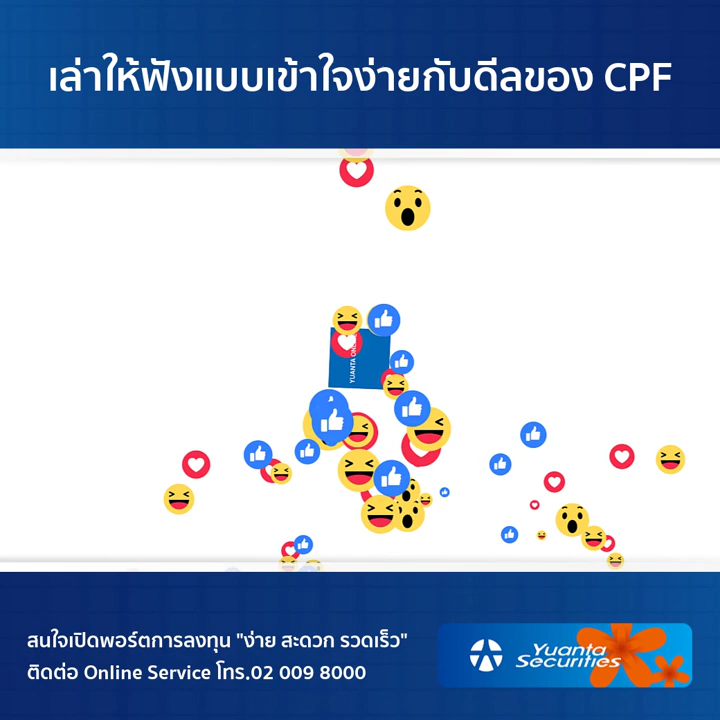 เล่าให้ฟังแบบเข้าใจง่ายกับดีลของ CPF
YUANTA
สนใจเปิดพอร์ตการลงทุน "ง่าย สะดวก รวดเร็ว"
ติดต่อ Online Service โทร.02 009 8000
Yuanta
Securities